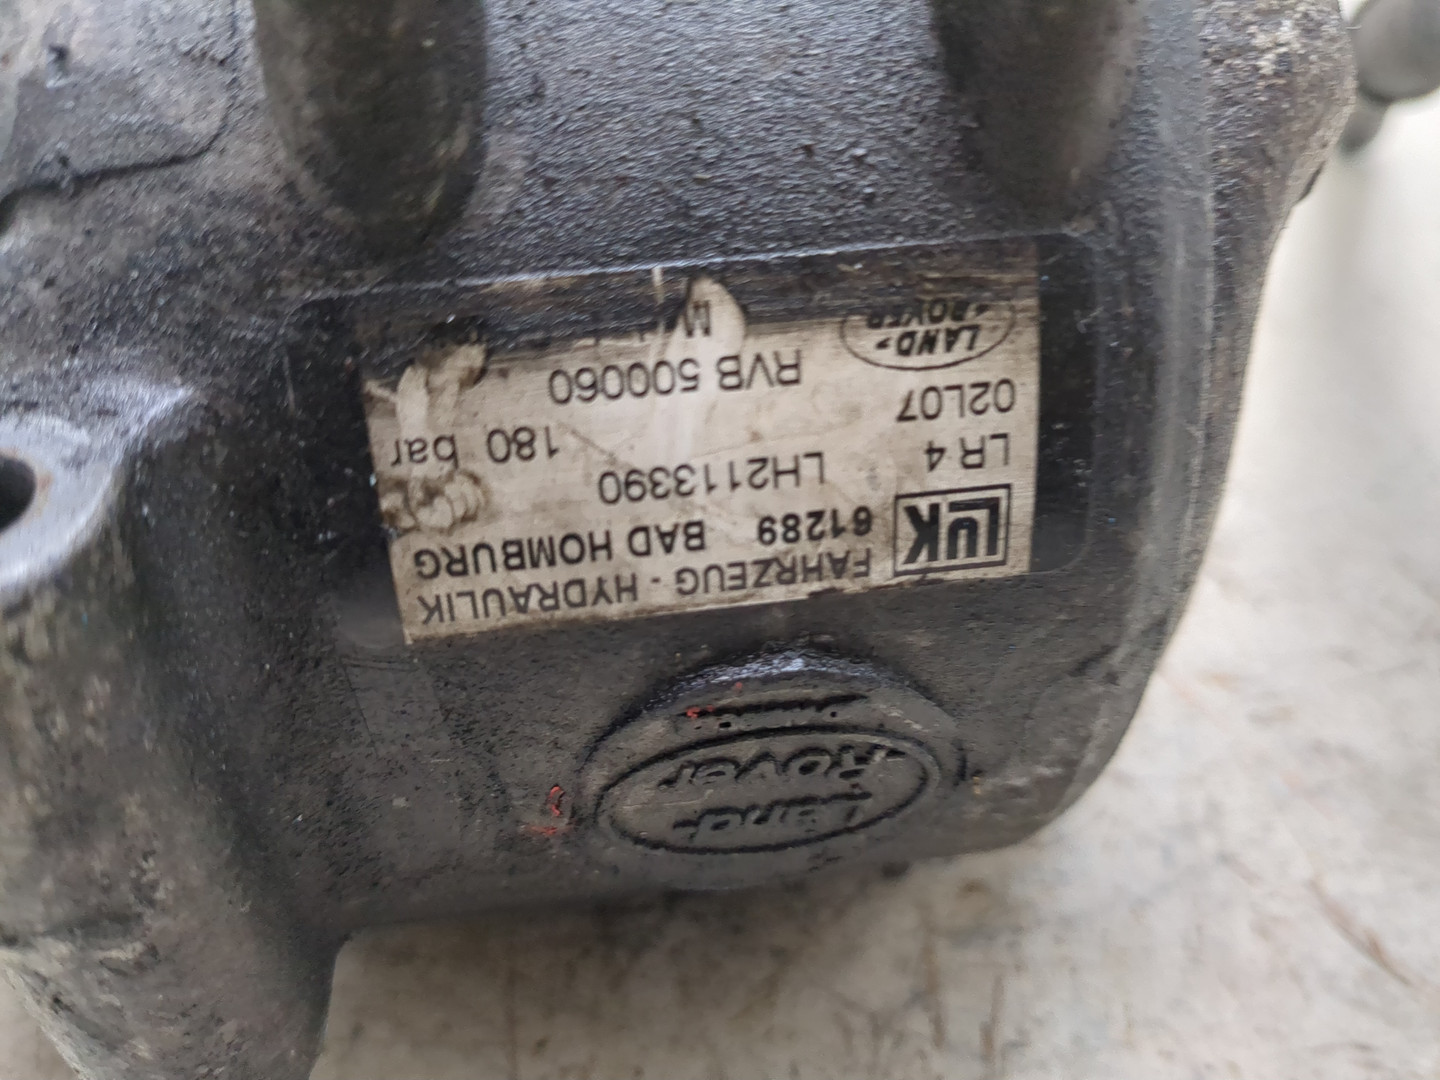 LUK
FAHRZEUG - HYDRAULIK
61289 BAD HOMBURG
LR 4
LH2113390
02L07
180 bar
LAND-
ROVER
RVB 500060
Land-
Rover